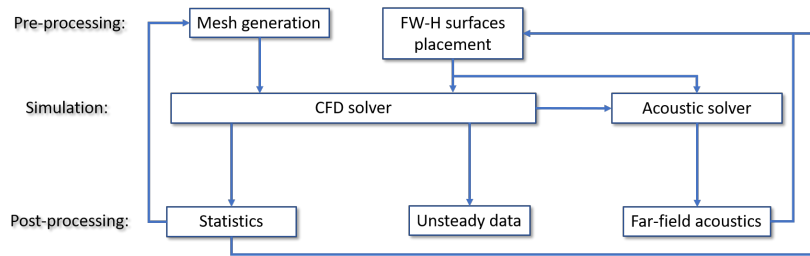 Pre-processing:
Mesh generation
FW-H surfaces
placement
Simulation:
CFD solver
Acoustic solver
Post-processing:
Statistics
Unsteady data
Far-field acoustics